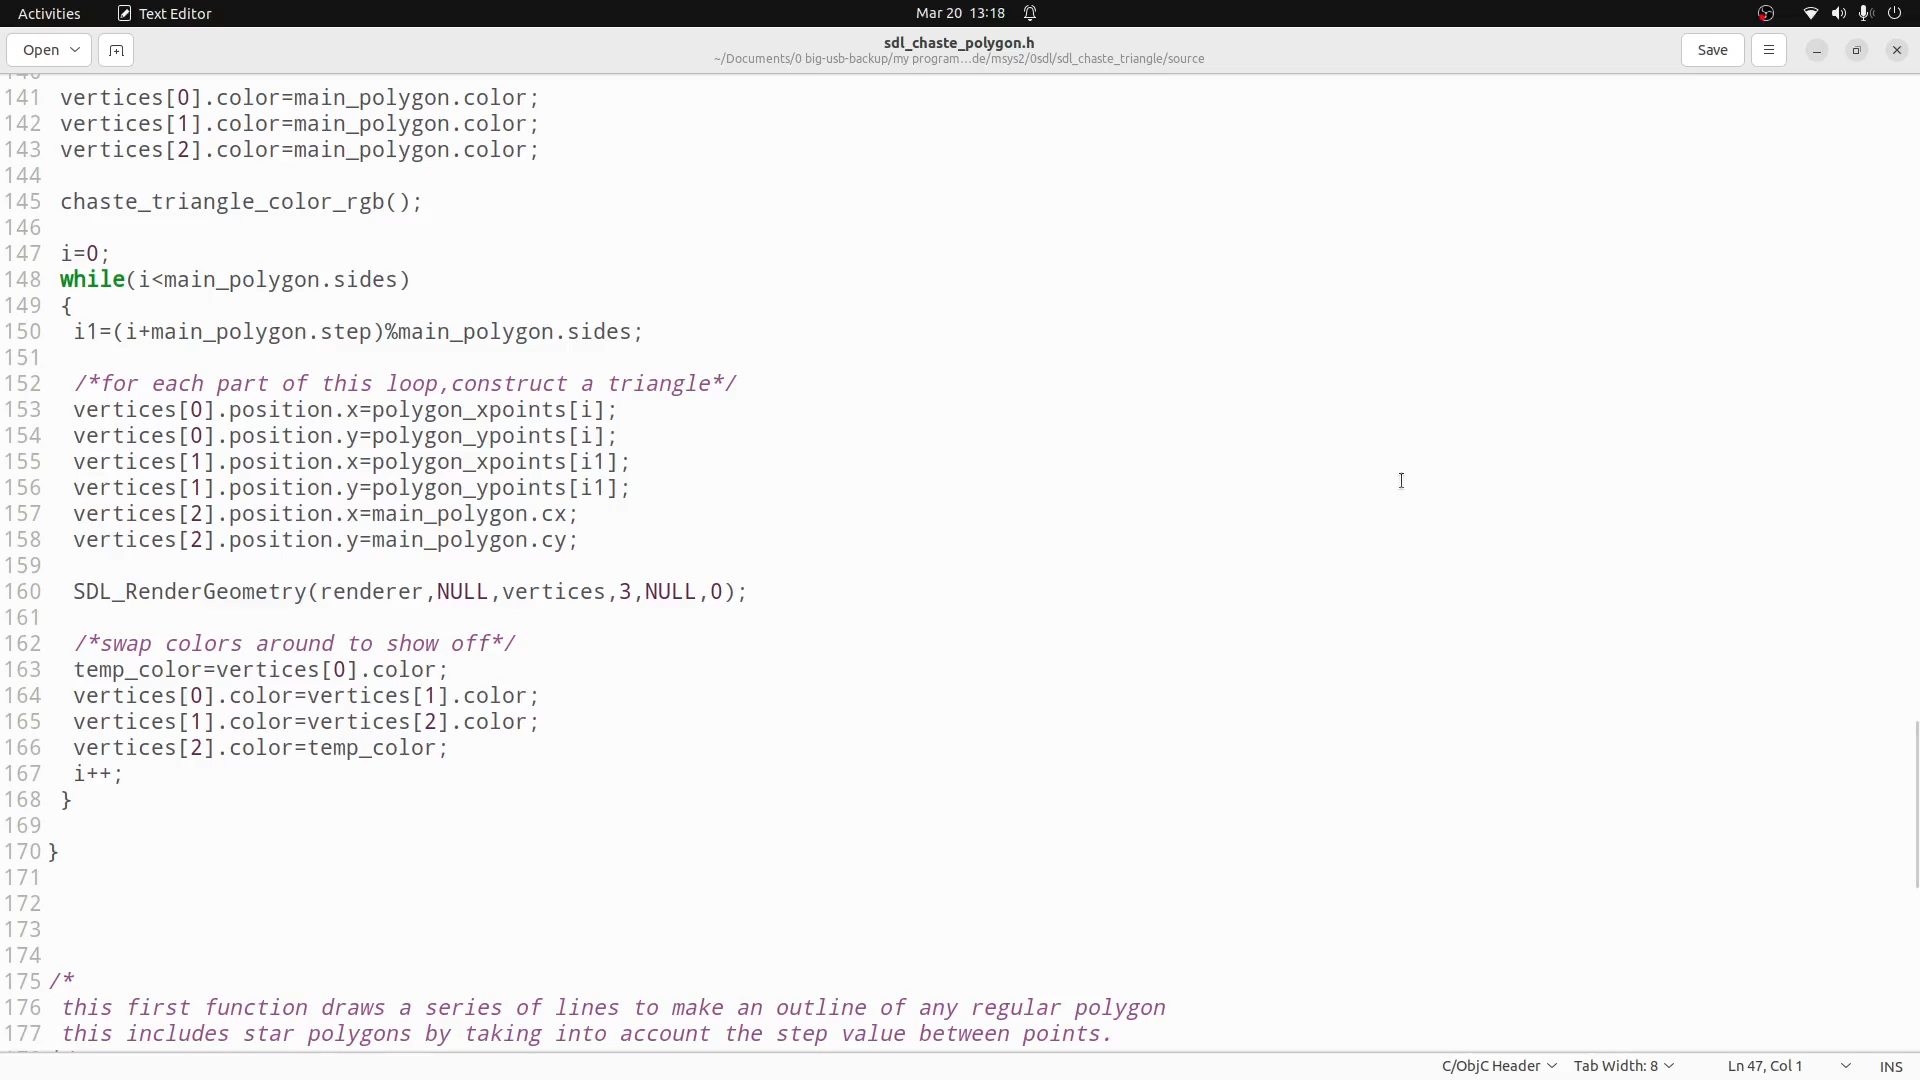 Activities Text Editor Mar 20 13:18
Open sdl_chaste_polygon.h Save
~/Documents/0 big-usb-backup/my program…de/msys2/0sdl/sdl_chaste_triangle/source
141 vertices[0].color=main_polygon.color;
142 vertices[1].color=main_polygon.color;
143 vertices[2].color=main_polygon.color;
144
145 chaste_triangle_color_rgb();
146
147 i=0;
148 while(i<main_polygon.sides)
149 {
150 i1=(i+main_polygon.step)%main_polygon.sides;
151
152 /*for each part of this loop,construct a triangle*/
153 vertices[0].position.x=polygon_xpoints[i];
154 vertices[0].position.y=polygon_ypoints[i];
155 vertices[1].position.x=polygon_xpoints[i1];
156 vertices[1].position.y=polygon_ypoints[i1];
157 vertices[2].position.x=main_polygon.cx;
158 vertices[2].position.y=main_polygon.cy;
159
160 SDL_RenderGeometry(renderer,NULL,vertices,3,NULL,0);
161
162 /*swap colors around to show off*/
163 temp_color=vertices[0].color;
164 vertices[0].color=vertices[1].color;
165 vertices[1].color=vertices[2].color;
166 vertices[2].color=temp_color;
167 i++;
168 }
169
170 }
171
172
173
174
175 /*
176 this first function draws a series of lines to make an outline of any regular polygon
177 this includes star polygons by taking into account the step value between points.
C/ObjC Header Tab Width: 8 Ln 47, Col 1 INS